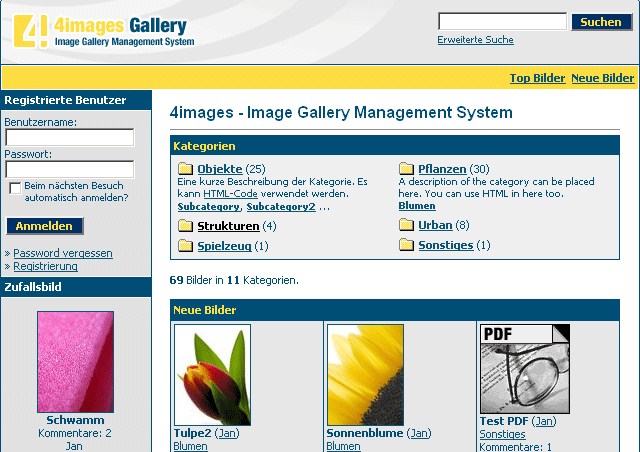 4! 4images Gallery
Image Gallery Management System
Suchen
Erweiterte Suche
Top Bilder Neue Bilder
Registrierte Benutzer
Benutzername:
Passwort:
Beim nächsten Besuch
automatisch anmelden?
Anmelden
» Password vergessen
» Registrierung
Zufallsbild
Schwamm
Kommentare: 2
Jan
4images - Image Gallery Management System
Kategorien
Objekte (25)
Eine kurze Beschreibung der Kategorie. Es
kann HTML-Code verwendet werden.
Subcategory, Subcategory2 ...
Strukturen (4)
Spielzeug (1)
Pflanzen (30)
A description of the category can be placed
here. You can use HTML in here too.
Blumen
Urban (8)
Sonstiges (1)
69 Bilder in 11 Kategorien.
Neue Bilder
Tulpe2 (Jan)
Blumen
Sonnenblume (Jan)
Blumen
PDF
Test PDF (Jan)
Sonstiges
Kommentare: 1